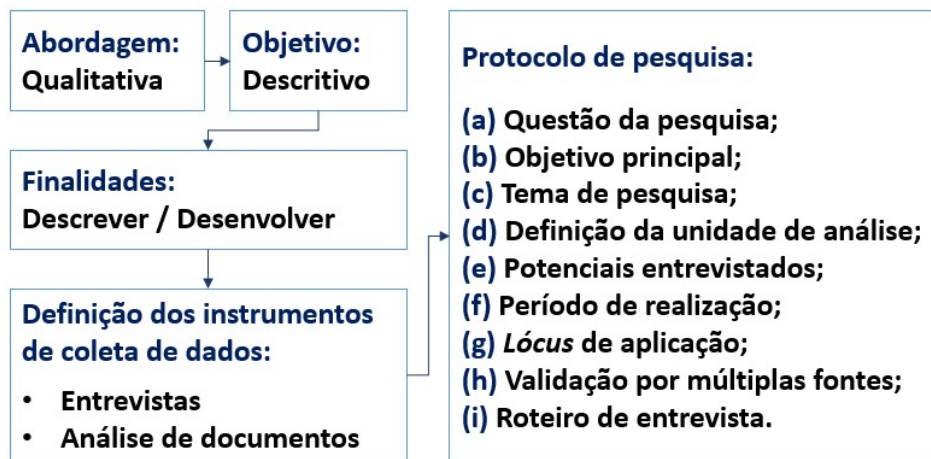 Abordagem:
Qualitativa
Objetivo:
Descritivo
Finalidades:
Descrever / Desenvolver
Definição dos instrumentos
de coleta de dados:
• Entrevistas
• Análise de documentos
Protocolo de pesquisa:
(a) Questão da pesquisa;
(b) Objetivo principal;
(c) Tema de pesquisa;
(d) Definição da unidade de análise;
(e) Potenciais entrevistados;
(f) Período de realização;
(g) Lócus de aplicação;
(h) Validação por múltiplas fontes;
(i) Roteiro de entrevista.